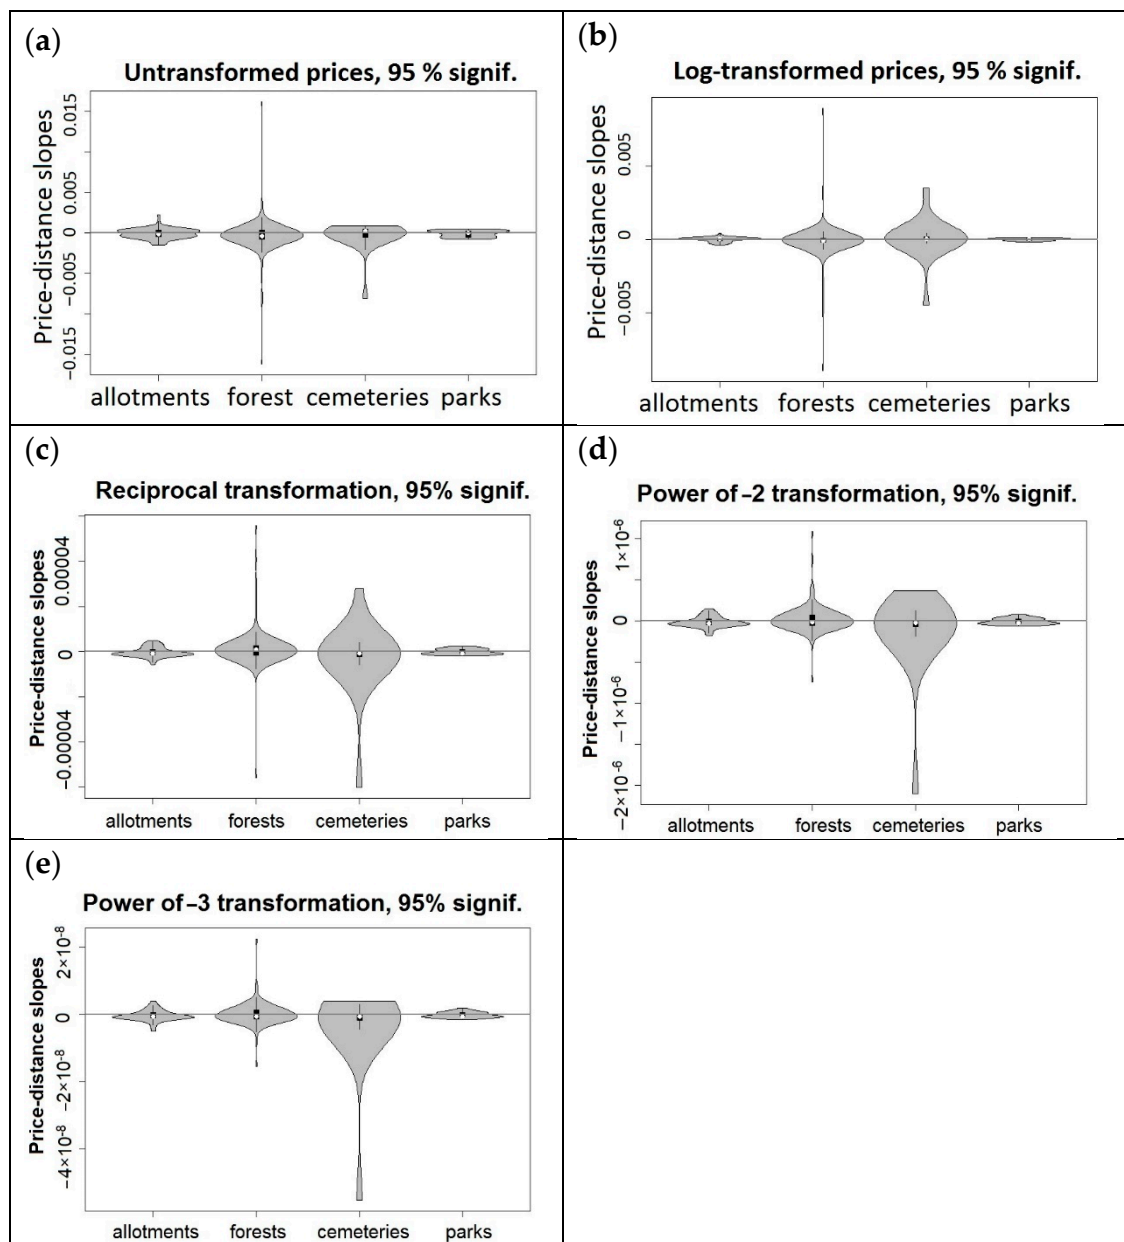 (a)
Untransformed prices, 95 % signif.
Price-distance slopes
0.015
0.005
0
−0.005
−0.015
allotments forest cemeteries parks
(b)
Log-transformed prices, 95 % signif.
Price-distance slopes
0.005
0
−0.005
allotments forests cemeteries parks
(c)
Reciprocal transformation, 95% signif.
Price-distance slopes
0.00004
0
−0.00004
allotments forests cemeteries parks
(d)
Power of −2 transformation, 95% signif.
Price-distance slopes
1×10⁻⁶
0
−1×10⁻⁶
−2×10⁻⁶
allotments forests cemeteries parks
(e)
Power of −3 transformation, 95% signif.
Price-distance slopes
2×10⁻⁸
0
−2×10⁻⁸
−4×10⁻⁸
allotments forests cemeteries parks